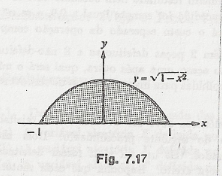 y
y = √1 − x²
− 1
1
x
Fig. 7.17